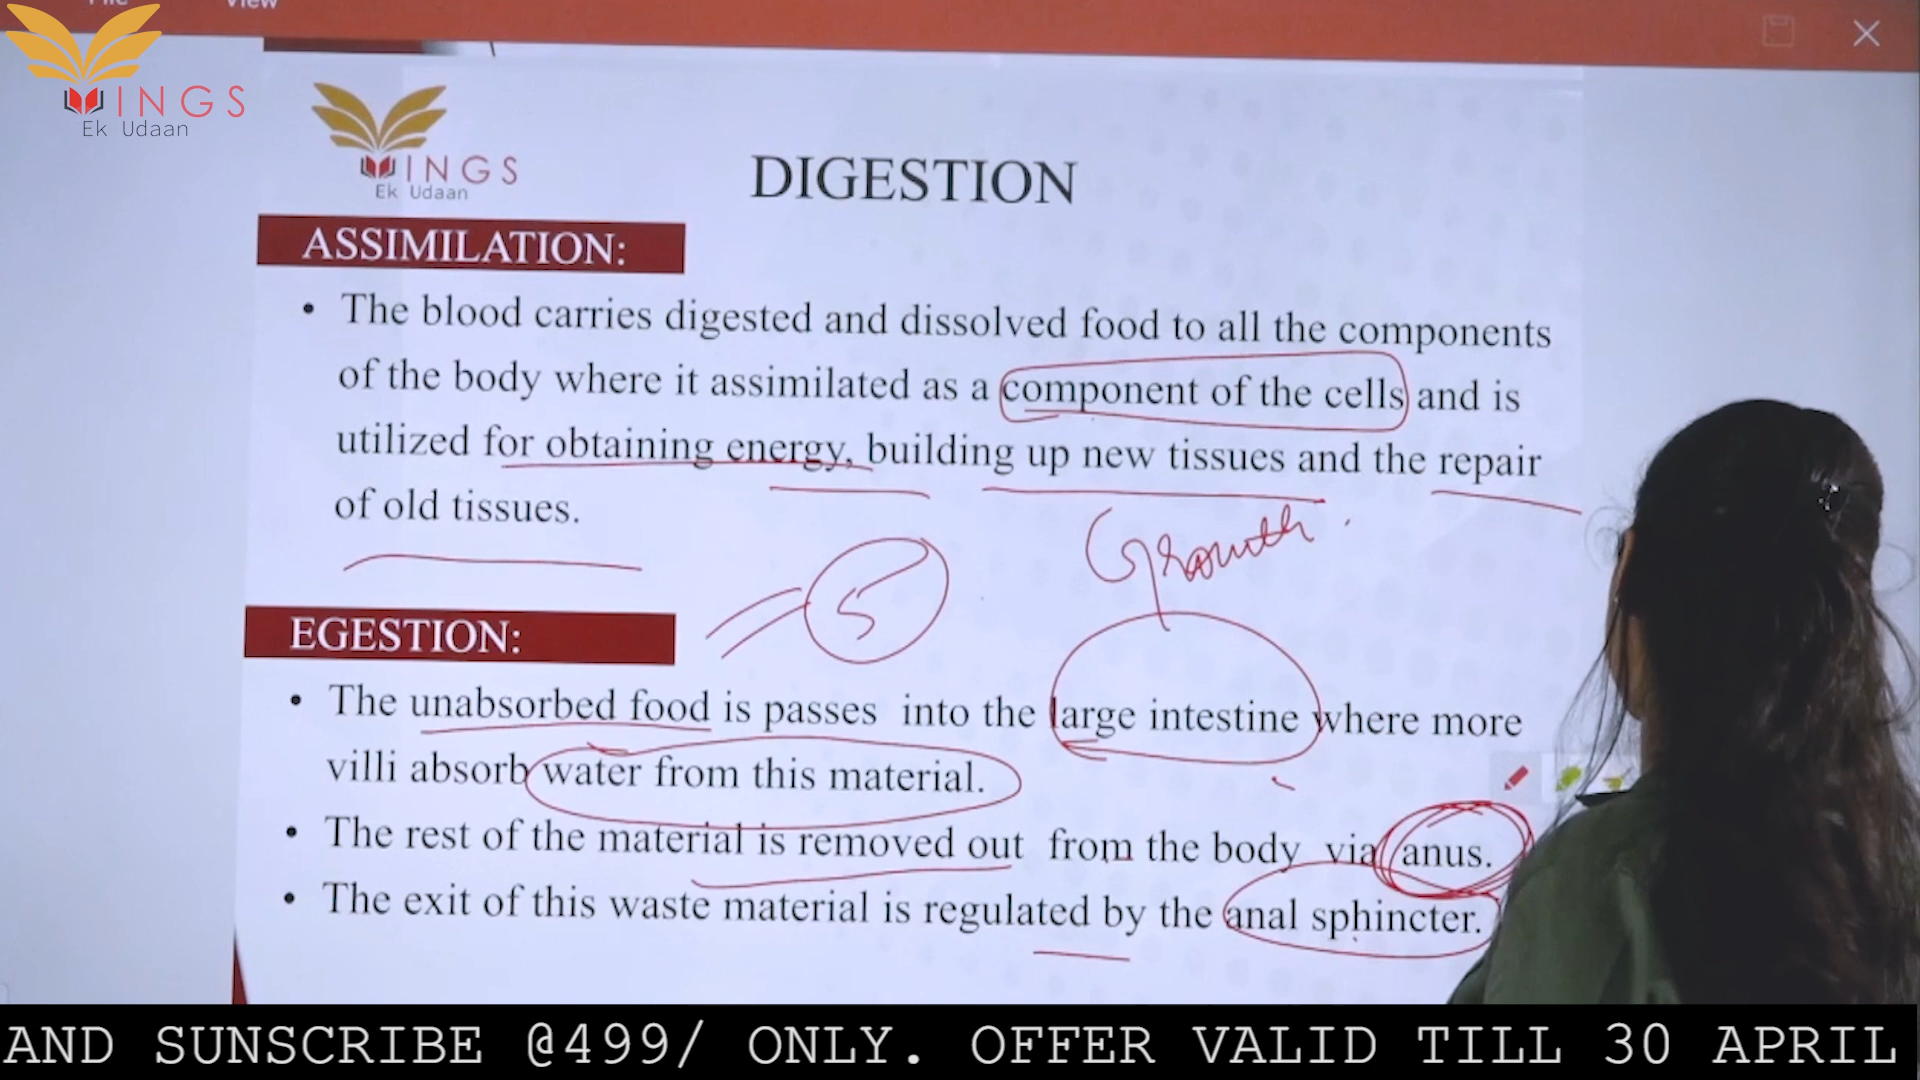 File View
WINGS
Ek Udaan
WINGS
Ek Udaan
DIGESTION
ASSIMILATION:
• The blood carries digested and dissolved food to all the components
of the body where it assimilated as a component of the cells and is
utilized for obtaining energy, building up new tissues and the repair
of old tissues.
Growth
5
EGESTION:
• The unabsorbed food is passes into the large intestine where more
villi absorb water from this material.
• The rest of the material is removed out from the body via anus.
• The exit of this waste material is regulated by the anal sphincter.
AND SUNSCRIBE @499/ ONLY. OFFER VALID TILL 30 APRIL